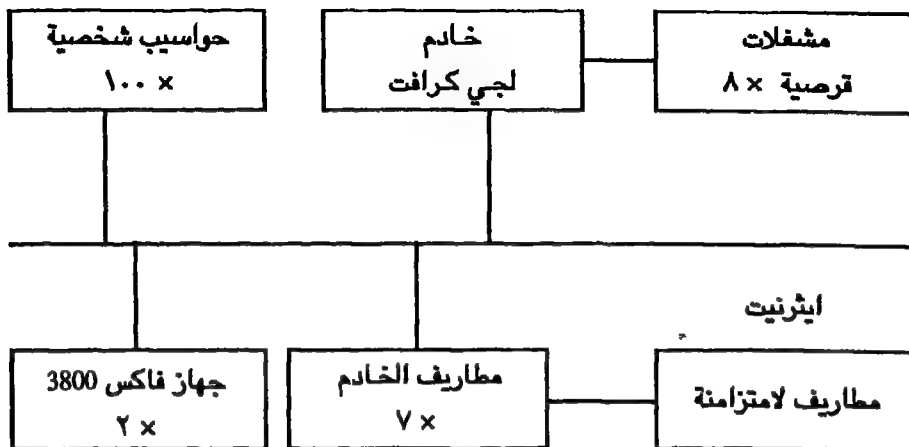 حواسيب شخصية
١٠٠ ×
خادم
لجي كرافت
مشغلات
قرصية × ٨
ايثرنيت
جهاز فاكس 3800
٢ ×
مطاريف الخادم
٧ ×
مطاريف لامتزامنة